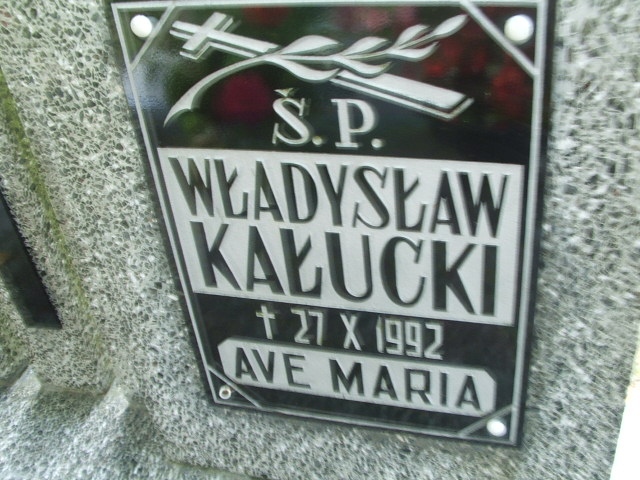 Ś. P.
WŁADYSŁAW
KAŁUCKI
† 27 X 1992
AVE MARIA